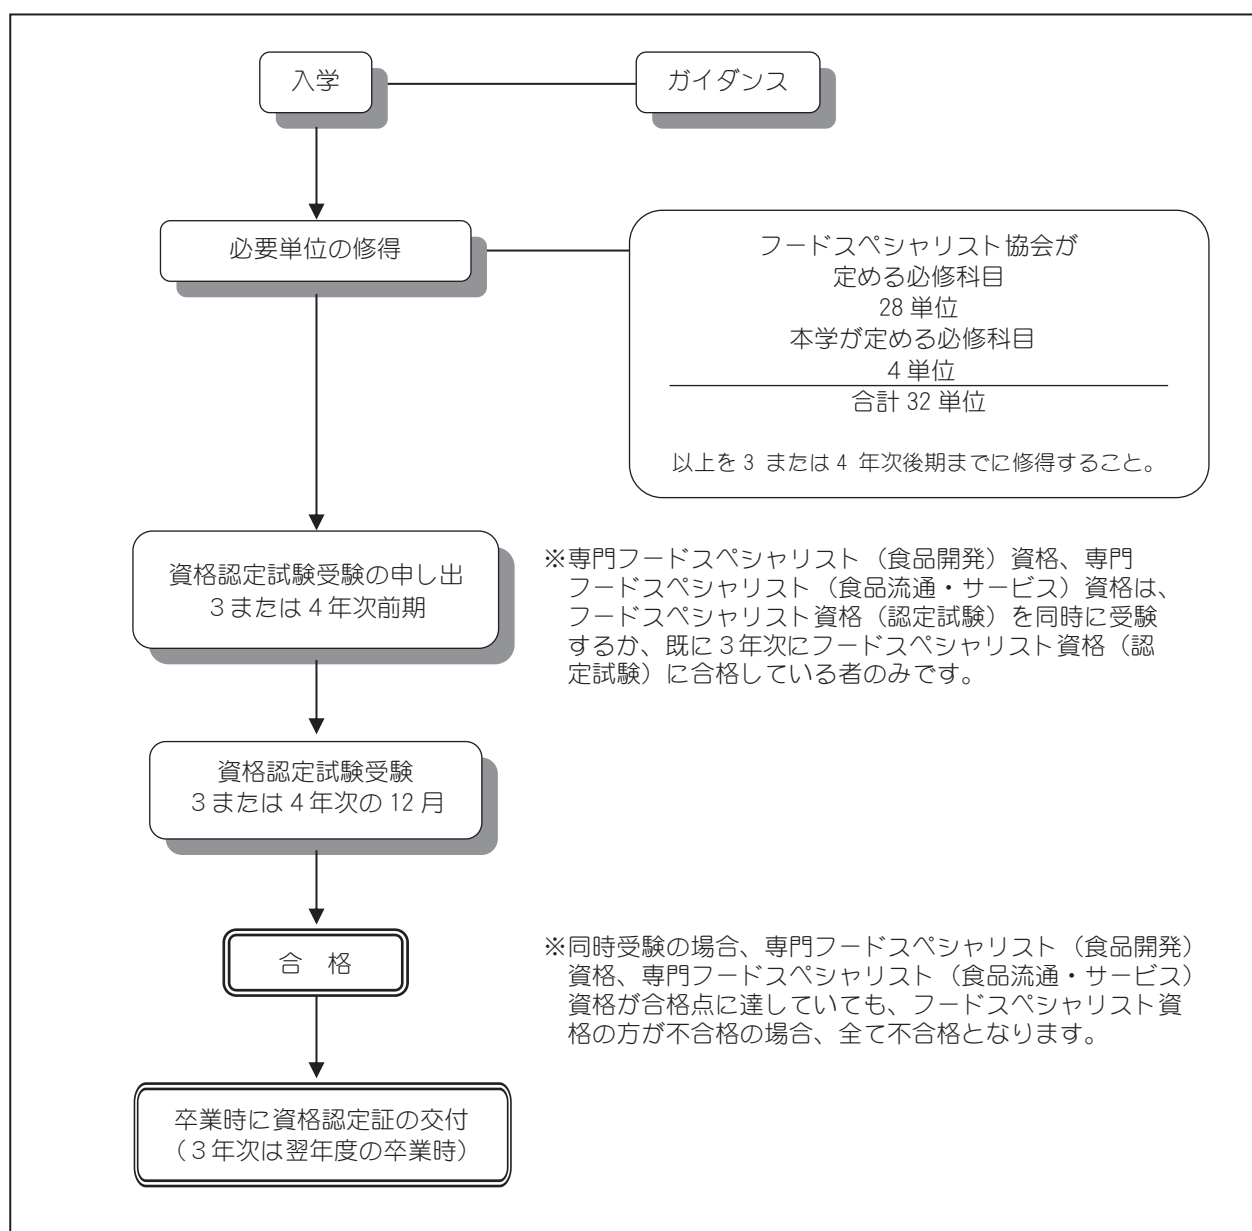 入学
ガイダンス
必要単位の修得
フードスペシャリスト協会が
定める必修科目
28 単位
本学が定める必修科目
4 単位
合計 32 単位
以上を 3 または 4 年次後期までに修得すること。
資格認定試験受験の申し出
3または4年次前期
※専門フードスペシャリスト（食品開発）資格、専門
フードスペシャリスト（食品流通・サービス）資格は、
フードスペシャリスト資格（認定試験）を同時に受験
するか、既に3年次にフードスペシャリスト資格（認
定試験）に合格している者のみです。
資格認定試験受験
3または4年次の 12 月
合　格
※同時受験の場合、専門フードスペシャリスト（食品開発）
資格、専門フードスペシャリスト（食品流通・サービス）
資格が合格点に達していても、フードスペシャリスト資
格の方が不合格の場合、全て不合格となります。
卒業時に資格認定証の交付
（3年次は翌年度の卒業時）